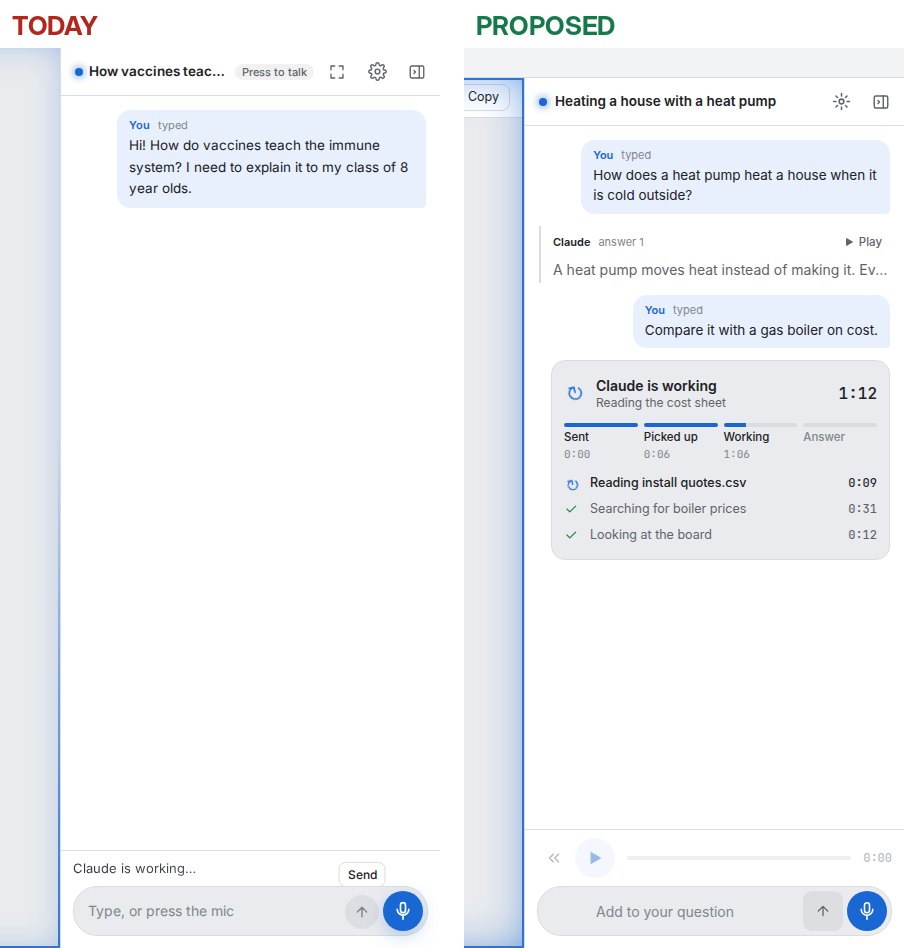 TODAY
How vaccines teac...
Press to talk
You typed
Hi! How do vaccines teach the immune
system? I need to explain it to my class of 8
year olds.
Claude is working...
Send
Type, or press the mic
PROPOSED
Copy
Heating a house with a heat pump
You typed
How does a heat pump heat a house when it
is cold outside?
Claude answer 1
Play
A heat pump moves heat instead of making it. Ev...
You typed
Compare it with a gas boiler on cost.
Claude is working
Reading the cost sheet
1:12
Sent Picked up Working Answer
0:00 0:06 1:06
Reading install quotes.csv 0:09
Searching for boiler prices 0:31
Looking at the board 0:12
0:00
Add to your question